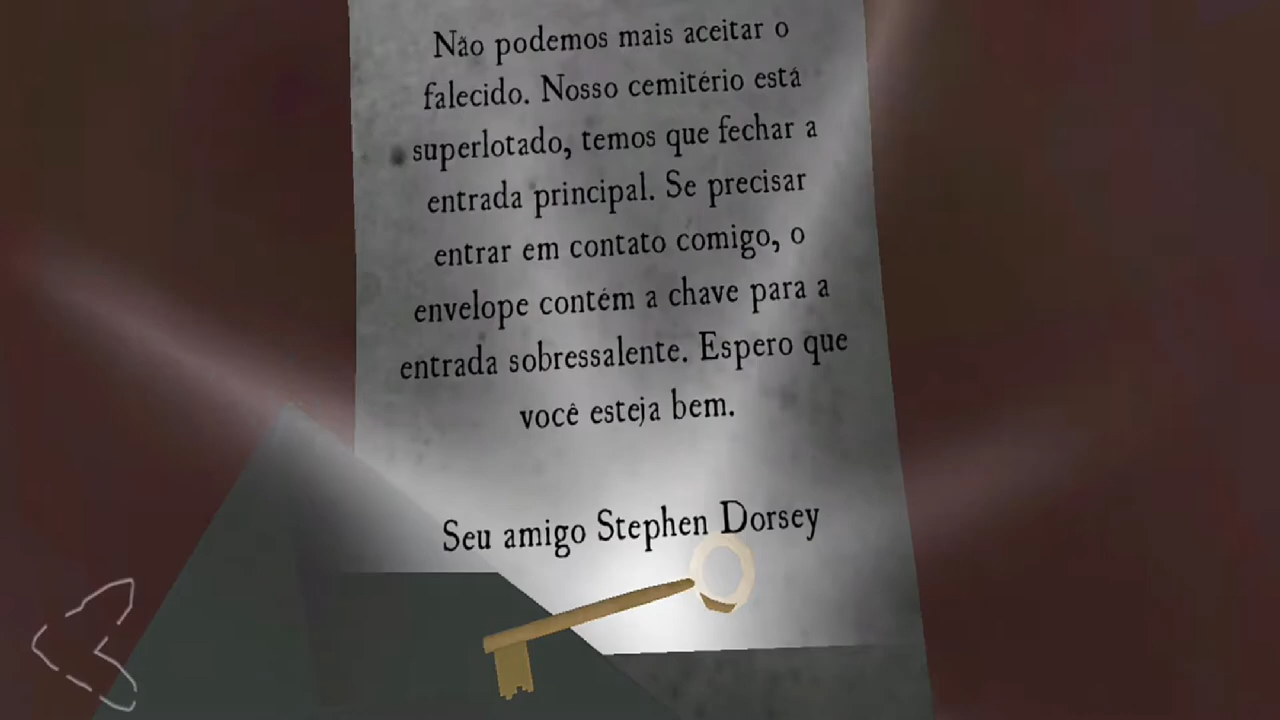 Não podemos mais aceitar o
falecido. Nosso cemitério está
superlotado, temos que fechar a
entrada principal. Se precisar
entrar em contato comigo, o
envelope contém a chave para a
entrada sobressalente. Espero que
você esteja bem.
Seu amigo Stephen Dorsey